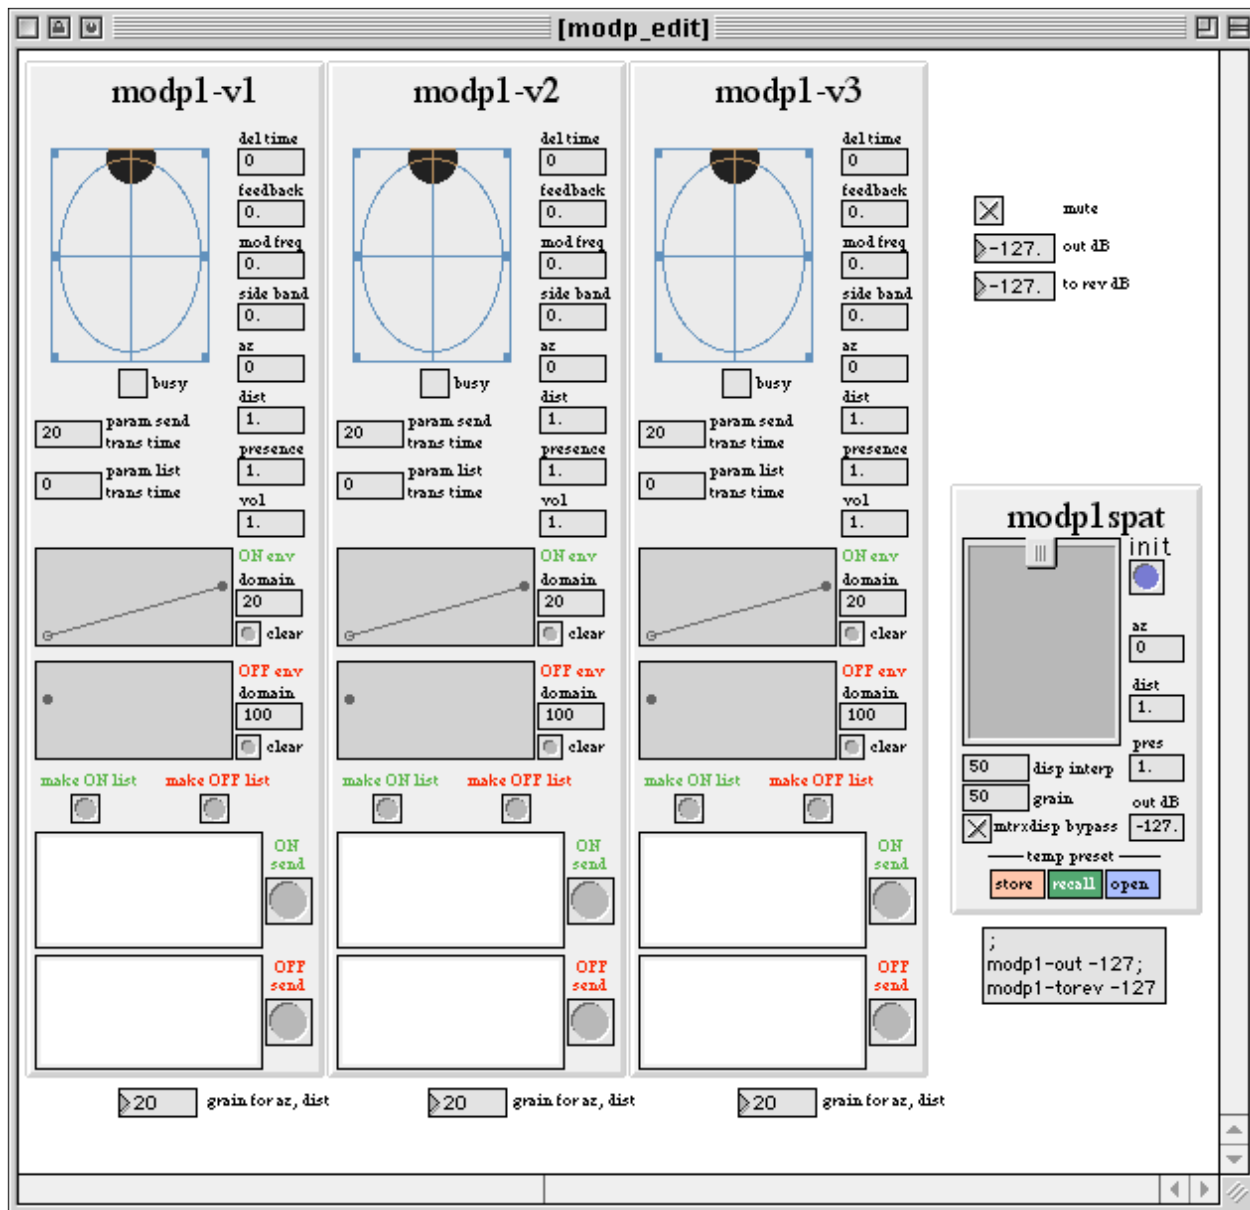 [modp_edit]
modp1-v1
del time
0
feedback
0.
mod freq
0.
side band
0.
az
0
busy
dist
1.
20
param send
trans time
presence
1.
0
param list
trans time
vol
1.
ON env
domain
20
clear
OFF env
domain
100
clear
make ON list
make OFF list
ON
send
OFF
send
20
grain for az, dist
modp1-v2
del time
0
feedback
0.
mod freq
0.
side band
0.
az
0
busy
dist
1.
20
param send
trans time
presence
1.
0
param list
trans time
vol
1.
ON env
domain
20
clear
OFF env
domain
100
clear
make ON list
make OFF list
ON
send
OFF
send
20
grain for az, dist
modp1-v3
del time
0
feedback
0.
mod freq
0.
side band
0.
az
0
busy
dist
1.
20
param send
trans time
presence
1.
0
param list
trans time
vol
1.
ON env
domain
20
clear
OFF env
domain
100
clear
make ON list
make OFF list
ON
send
OFF
send
20
grain for az, dist
mute
-127. out dB
-127. to rev dB
modp1spat
init
az
0
dist
1.
pres
1.
50 disp interp
50 grain
out dB
mtrxdisp bypass
-127.
temp preset
store recall open
;
modp1-out -127;
modp1-torev -127